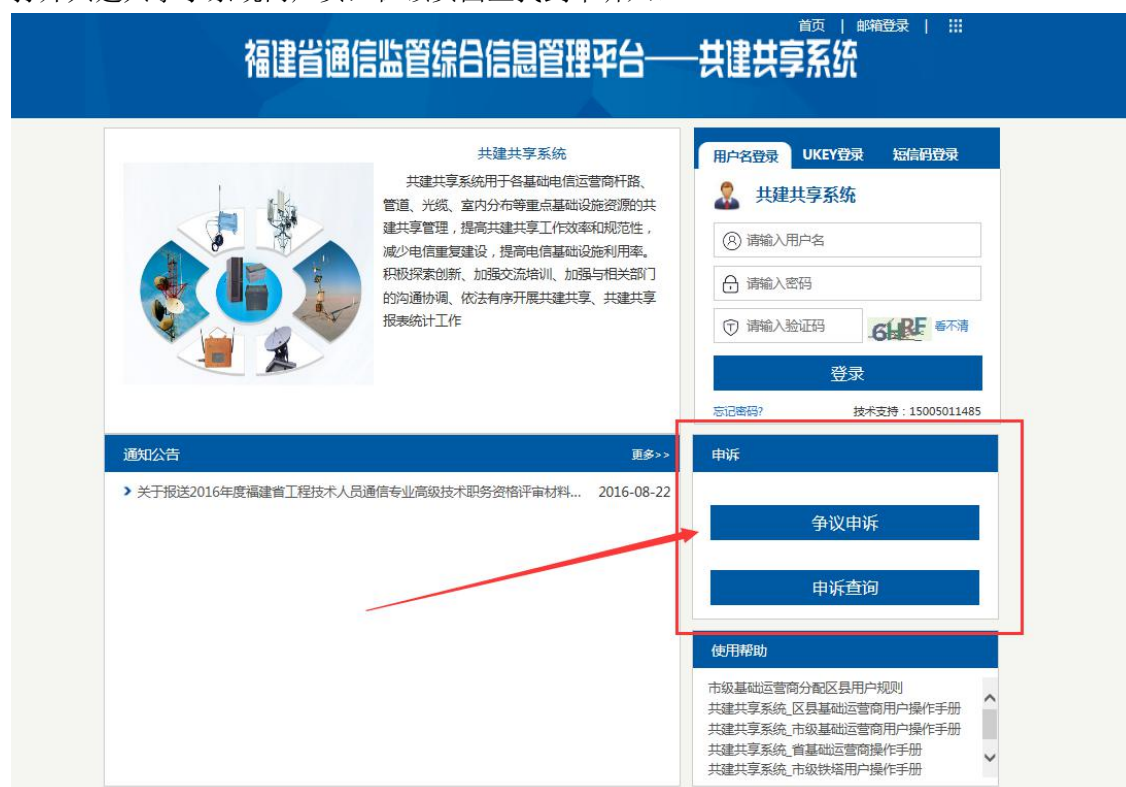 首页 | 邮箱登录 |
福建省通信监管综合信息管理平台——共建共享系统
共建共享系统
共建共享系统用于各基础电信运营商杆路、
管道、光缆、室内分布等重点基础设施资源的共
建共享管理，提高共建共享工作效率和规范性，
减少电信重复建设，提高电信基础设施利用率。
积极探索创新、加强交流培训、加强与相关部门
的沟通协调、依法有序开展共建共享、共建共享
报表统计工作
用户名登录 UKEY登录 短信码登录
共建共享系统
请输入用户名
请输入密码
请输入验证码 6HRF 看不清
登录
忘记密码? 技术支持：15005011485
通知公告 更多>>
关于报送2016年度福建省工程技术人员通信专业高级技术职务资格评审材料... 2016-08-22
申诉
争议申诉
申诉查询
使用帮助
市级基础运营商分配区县用户规则
共建共享系统_区县基础运营商用户操作手册
共建共享系统_市级基础运营商用户操作手册
共建共享系统_省基础运营商操作手册
共建共享系统_市级铁塔用户操作手册